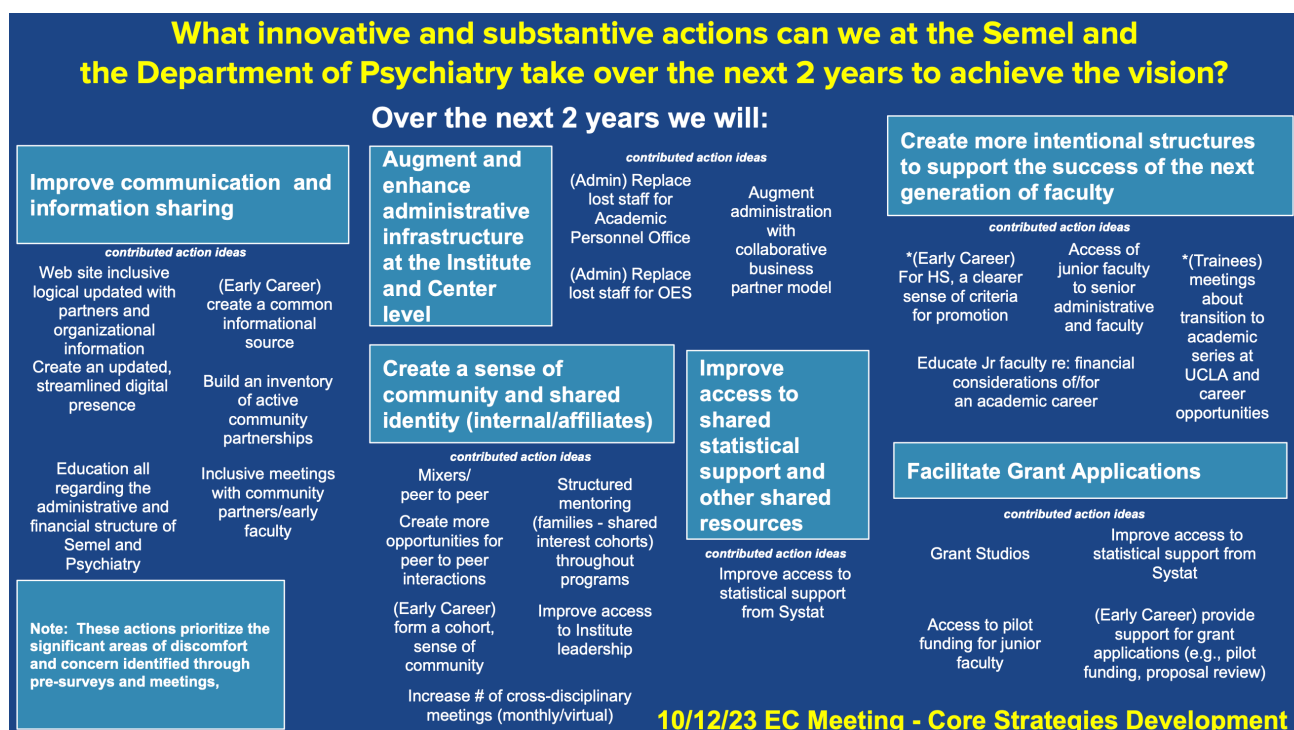 What innovative and substantive actions can we at the Semel and
the Department of Psychiatry take over the next 2 years to achieve the vision?
Over the next 2 years we will:
Improve communication and
information sharing
contributed action ideas
Web site inclusive
logical updated with
partners and
organizational
information
Create an updated,
streamlined digital
presence
(Early Career)
create a common
informational
source
Build an inventory
of active
community
partnerships
Education all
regarding the
administrative and
financial structure of
Semel and
Psychiatry
Inclusive meetings
with community
partners/early
faculty
Note: These actions prioritize the
significant areas of discomfort
and concern identified through
pre-surveys and meetings,
Augment and
enhance
administrative
infrastructure
at the Institute
and Center
level
contributed action ideas
(Admin) Replace
lost staff for
Academic
Personnel Office
(Admin) Replace
lost staff for OES
Augment
administration
with
collaborative
business
partner model
Create a sense of
community and shared
identity (internal/affiliates)
contributed action ideas
Mixers/
peer to peer
Create more
opportunities for
peer to peer
interactions
(Early Career)
form a cohort,
sense of
community
Structured
mentoring
(families - shared
interest cohorts)
throughout
programs
Improve access
to Institute
leadership
Increase # of cross-disciplinary
meetings (monthly/virtual)
Improve
access to
shared
statistical
support and
other shared
resources
contributed action ideas
Improve access to
statistical support
from Systat
Create more intentional structures
to support the success of the next
generation of faculty
contributed action ideas
*(Early Career)
For HS, a clearer
sense of criteria
for promotion
Access of
junior faculty
to senior
administrative
and faculty
*(Trainees)
meetings
about
transition to
academic
series at
UCLA and
career
opportunities
Educate Jr faculty re: financial
considerations of/for
an academic career
Facilitate Grant Applications
contributed action ideas
Grant Studios
Improve access to
statistical support from
Systat
Access to pilot
funding for junior
faculty
(Early Career) provide
support for grant
applications (e.g., pilot
funding, proposal review)
10/12/23 EC Meeting - Core Strategies Development